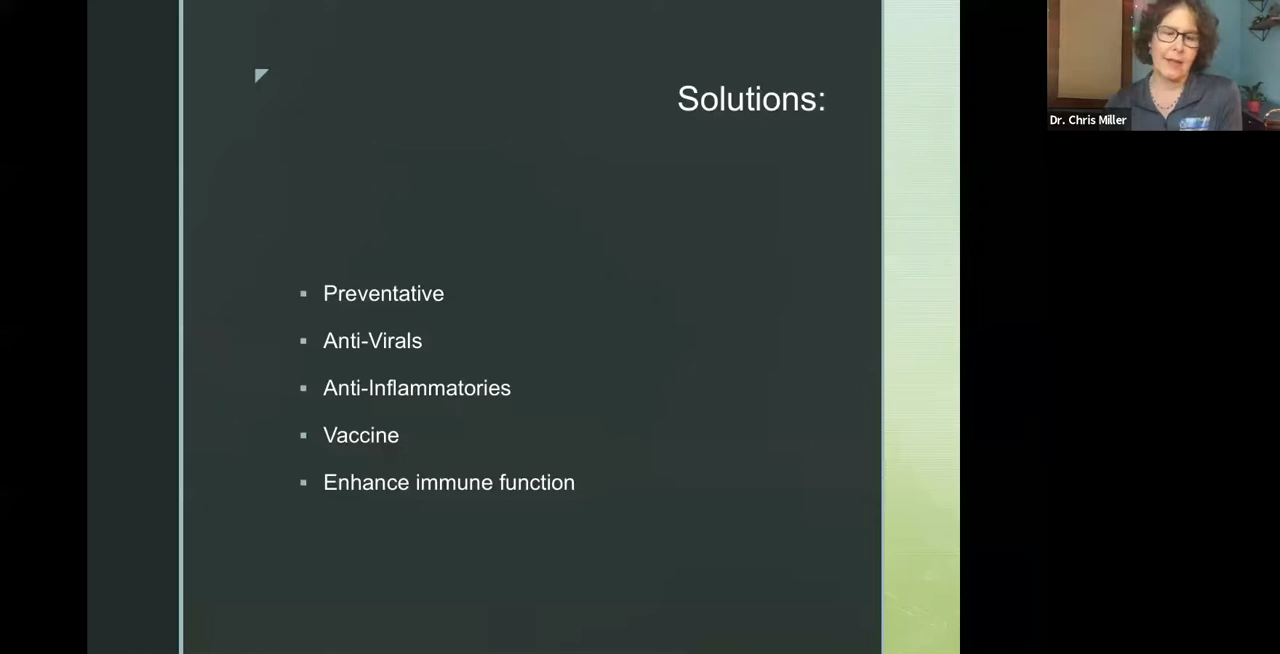 Solutions:
Preventative
Anti-Virals
Anti-Inflammatories
Vaccine
Enhance immune function
Dr. Chris Miller